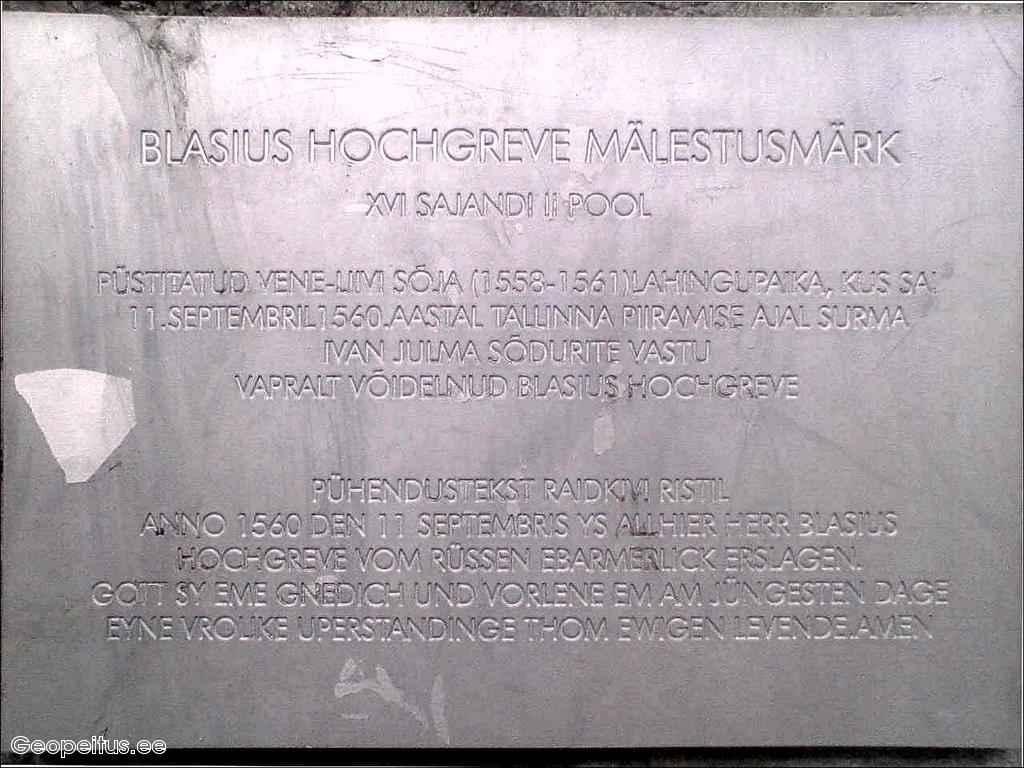 BLASIUS HOCHGREVE MÄLESTUSMÄRK
XVI SAJANDI II POOL
PÜSTITATUD VENE-LIIVI SÕJA (1558-1561)LAHINGUPAIKA, KUS SAI
11.SEPTEMBRIL1560.AASTAL TALLINNA PIIRAMISE AJAL SURMA
IVAN JULMA SÕDURITE VASTU
VAPRALT VÕIDELNUD BLASIUS HOCHGREVE
PÜHENDUSTEKST RAIDKIVI RISTIL
ANNO 1560 DEN 11 SEPTEMBRIS YS ALLHIER HERR BLASIUS
HOCHGREVE VOM RÜSSEN EBARMERLICK ERSLAGEN.
GOTT SY EME GNEDICH UND VORLENE EM AM JÜNGESTEN DAGE
EYNE VROLIKE UPERSTANDINGE THOM EWIGEN LEVENDE.AMEN
Geopeitus.ee